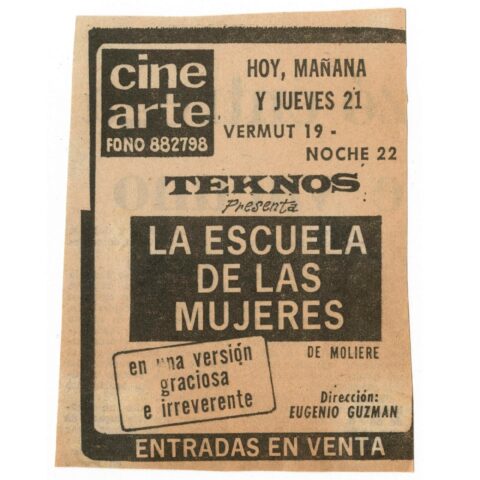 cine
arte
FONO 882798
HOY, MAÑANA
Y JUEVES 21
VERMUT 19 -
NOCHE 22
TEKNOS
Presenta
LA ESCUELA
DE LAS
MUJERES
DE MOLIERE
en una versión
graciosa
e irreverente
Dirección:
EUGENIO GUZMAN
ENTRADAS EN VENTA